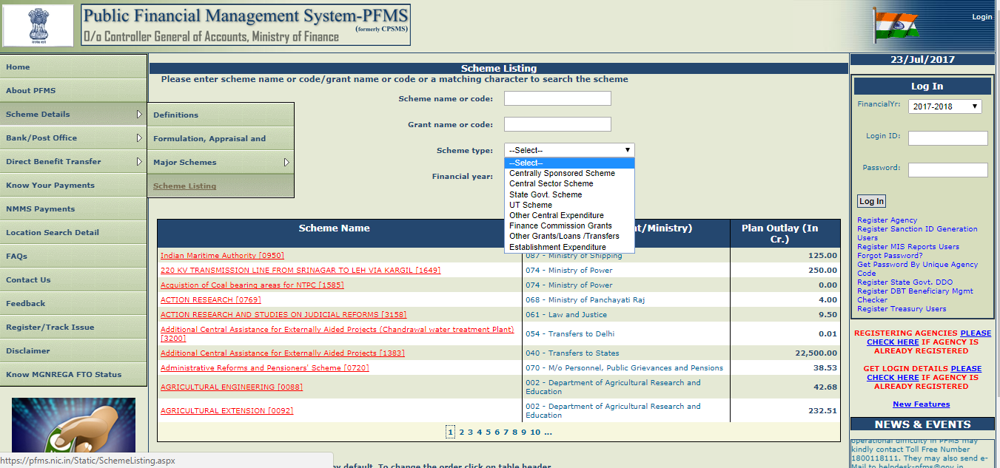 Public Financial Management System-PFMS
(formerly CPSMS)
O/o Controller General of Accounts, Ministry of Finance
Login
Home
About PFMS
Scheme Details
Bank/Post Office
Direct Benefit Transfer
Know Your Payments
NMMS Payments
Location Search Detail
FAQs
Contact Us
Feedback
Register/Track Issue
Disclaimer
Know MGNREGA FTO Status
Definitions
Formulation, Appraisal and
Major Schemes
Scheme Listing
Scheme Listing
Please enter scheme name or code/grant name or code or a matching character to search the scheme
Scheme name or code:
Grant name or code:
Scheme type:
--Select--
Financial year:
--Select--
Centrally Sponsored Scheme
Central Sector Scheme
State Govt. Scheme
UT Scheme
Other Central Expenditure
Finance Commission Grants
Other Grants/Loans /Transfers
Establishment Expenditure
Scheme Name
nt/Ministry)
Plan Outlay (In
Cr.)
Indian Maritime Authority [0950]
087 - Ministry of Shipping
125.00
220 KV TRANSMISSION LINE FROM SRINAGAR TO LEH VIA KARGIL [1649]
074 - Ministry of Power
250.00
Acquistion of Coal bearing areas for NTPC [1585]
074 - Ministry of Power
0.00
ACTION RESEARCH [0769]
068 - Ministry of Panchayati Raj
4.00
ACTION RESEARCH AND STUDIES ON JUDICIAL REFORMS [3158]
061 - Law and Justice
9.50
Additional Central Assistance for Externally Aided Projects (Chandrawal water treatment Plant)
[3200]
054 - Transfers to Delhi
0.01
Additional Central Assistance for Externally Aided Projects [1383]
040 - Transfers to States
22,500.00
Administrative Reforms and Pensioners' Scheme [0720]
070 - M/o Personnel, Public Grievances and Pensions
38.53
AGRICULTURAL ENGINEERING [0088]
002 - Department of Agricultural Research and
Education
42.68
AGRICULTURAL EXTENSION [0092]
002 - Department of Agricultural Research and
Education
232.51
1 2 3 4 5 6 7 8 9 10 ...
by default. To change the order click on table header
23/Jul/2017
Log In
FinancialYr:
2017-2018
Login ID:
Password:
Log In
Register Agency
Register Sanction ID Generation
Users
Register MIS Reports Users
Forgot Password?
Get Password By Unique Agency
Code
Register State Govt. DDO
Register DBT Beneficiary Mgmt
Checker
Register Treasury Users
REGISTERING AGENCIES PLEASE
CHECK HERE IF AGENCY IS
ALREADY REGISTERED
GET LOGIN DETAILS PLEASE
CHECK HERE IF AGENCY IS
ALREADY REGISTERED
New Features
NEWS & EVENTS
operational difficulty in PFMS may
kindly contact Toll Free Number
1800118111. They may also send e-
Mail to helpdesk-pfms@gov.in
https://pfms.nic.in/Static/SchemeListing.aspx